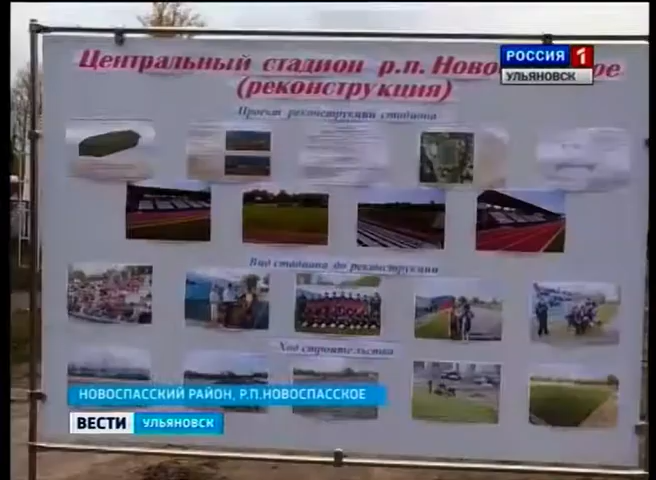 Центральный стадион р.п. Ново ое
РОССИЯ 1
УЛЬЯНОВСК
(реконструкция)
Проект реконструкции стадиона
Вид стадиона до реконструкции
Ход строительства
НОВОСПАССКИЙ РАЙОН, Р.П.НОВОСПАССКОЕ
ВЕСТИ УЛЬЯНОВСК